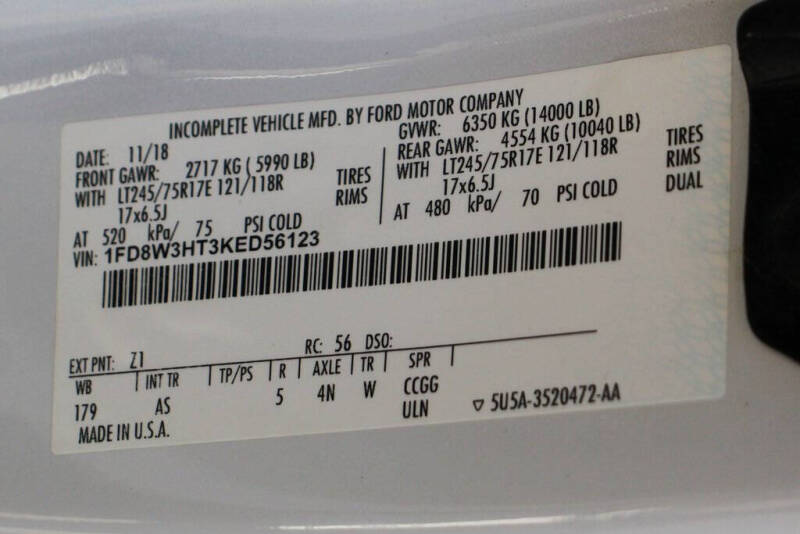 INCOMPLETE VEHICLE MFD. BY FORD MOTOR COMPANY
DATE: 11/18 GVWR: 6350 KG (14000 LB)
FRONT GAWR: 2717 KG (5990 LB) REAR GAWR: 4554 KG (10040 LB)
WITH LT245/75R17E 121/118R TIRES WITH LT245/75R17E 121/118R TIRES
17x6.5J RIMS 17x6.5J RIMS
AT 520 kPa/ 75 PSI COLD AT 480 kPa/ 70 PSI COLD DUAL
VIN: 1FD8W3HT3KED56123
EXT PNT: Z1 RC: 56 DSO:
WB INT TR TP/PS R AXLE TR SPR
179 AS 5 4N W CCGG
ULN ▽ 5U5A-3520472-AA
MADE IN U.S.A.